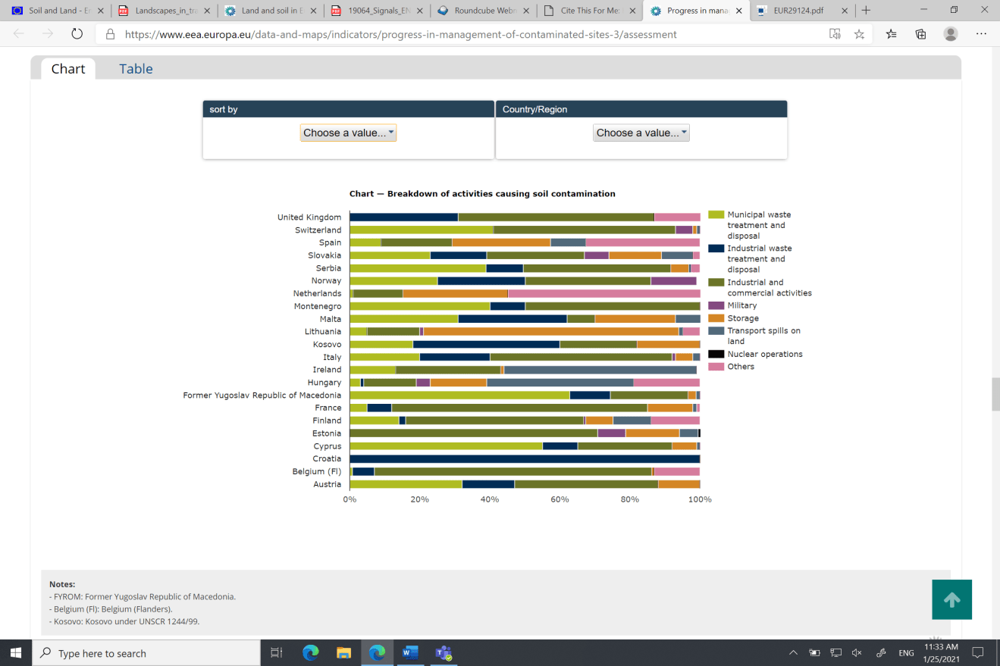 Soil and Land - E
Landscapes_in_tra
Land and soil in E
19064_Signals_EN
Roundcube Webm
Cite This For Me:
Progress in mana
EUR29124.pdf
https://www.eea.europa.eu/data-and-maps/indicators/progress-in-management-of-contaminated-sites-3/assessment
Chart Table
sort by
Country/Region
Choose a value...
Choose a value...
Chart — Breakdown of activities causing soil contamination
United Kingdom
Switzerland
Spain
Slovakia
Serbia
Norway
Netherlands
Montenegro
Malta
Lithuania
Kosovo
Italy
Ireland
Hungary
Former Yugoslav Republic of Macedonia
France
Finland
Estonia
Cyprus
Croatia
Belgium (Fl)
Austria
0% 20% 40% 60% 80% 100%
Municipal waste
treatment and
disposal
Industrial waste
treatment and
disposal
Industrial and
commercial activities
Military
Storage
Transport spills on
land
Nuclear operations
Others
Notes:
- FYROM: Former Yugoslav Republic of Macedonia.
- Belgium (Fl): Belgium (Flanders).
- Kosovo: Kosovo under UNSCR 1244/99.
Type here to search
ENG
11:33 AM
1/25/2021